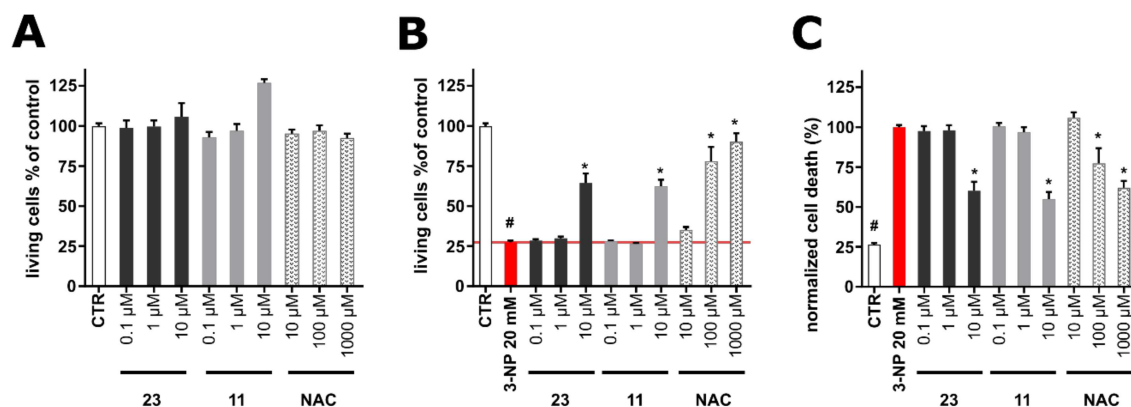 A
living cells % of control
125
100
75
50
25
0
CTR
0.1 µM
1 µM
10 µM
0.1 µM
1 µM
10 µM
10 µM
100 µM
1000 µM
23
11
NAC
B
living cells %of control
125
100
75
50
25
0
#
*
*
*
*
CTR
3-NP 20 mM
0.1 µM
1 µM
10 µM
0.1 µM
1 µM
10 µM
10 µM
100 µM
1000 µM
23
11
NAC
C
normalized cell death (%)
125
100
75
50
25
0
#
*
*
*
*
CTR
3-NP 20 mM
0.1 µM
1 µM
10 µM
0.1 µM
1 µM
10 µM
10 µM
100 µM
1000 µM
23
11
NAC